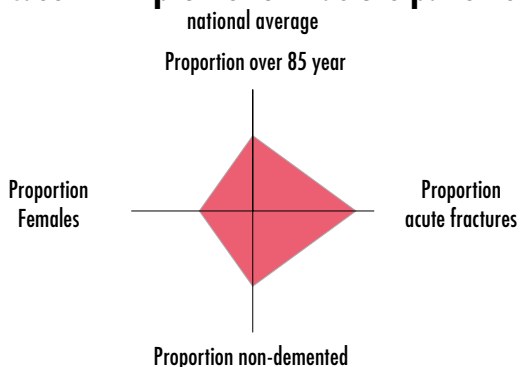 national average
Proportion over 85 year
Proportion
Females
Proportion
acute fractures
Proportion non-demented